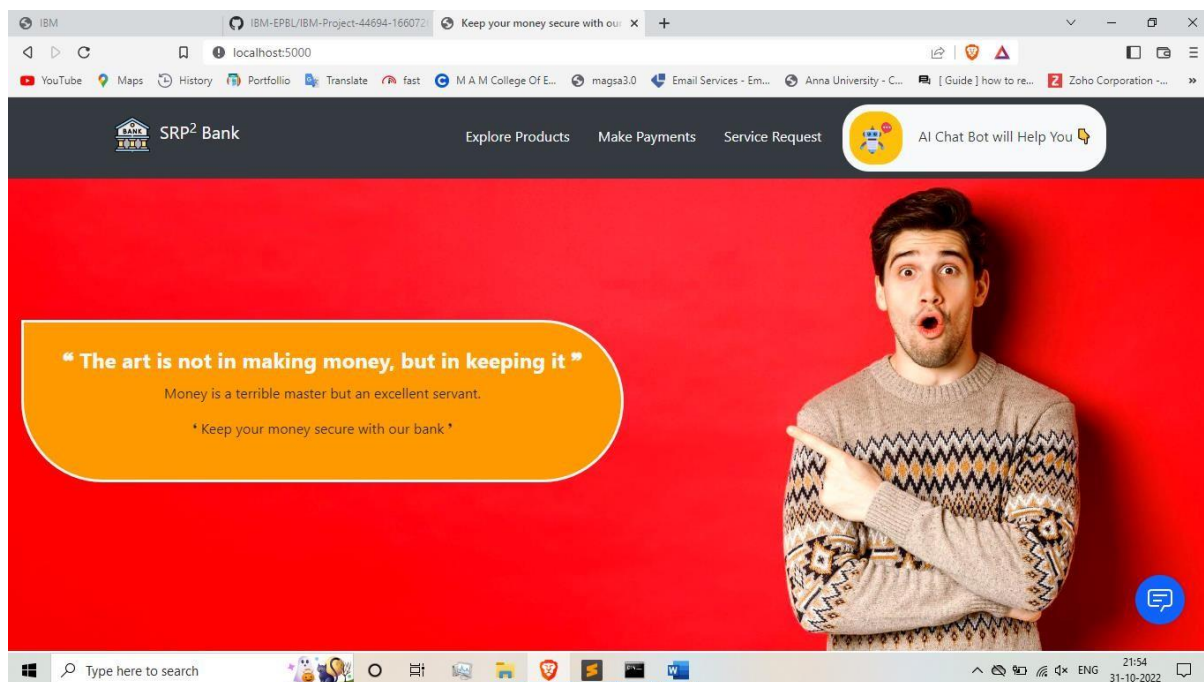 IBM
IBM-EPBL/IBM-Project-44694-166072
Keep your money secure with our
localhost:5000
YouTube
Maps
History
Portfollio
Translate
fast
M A M College Of E...
magsa3.0
Email Services - Em...
Anna University - C...
[ Guide ] how to re...
Zoho Corporation -...
BANK
SRP² Bank
Explore Products
Make Payments
Service Request
AI Chat Bot will Help You
❝ The art is not in making money, but in keeping it ❞
Money is a terrible master but an excellent servant.
❛ Keep your money secure with our bank ❜
Type here to search
ENG
21:54
31-10-2022